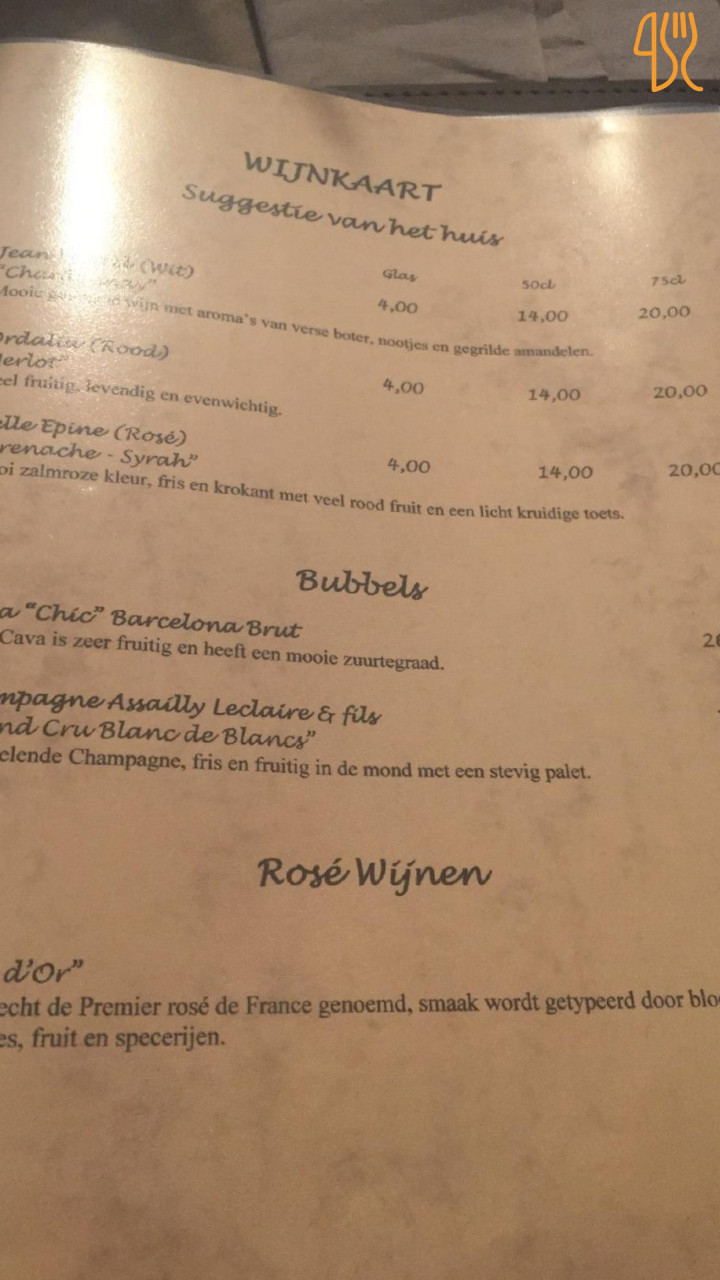 WIJNKAART
Suggestie van het huis
Jean (Wit)
Glas 50cl 75cl
4,00 14,00 20,00
wijn met aroma's van verse boter, nootjes en gegrilde amandelen.
(Rood)
4,00 14,00 20,00
fruitig, levendig en evenwichtig.
Epine (Rosé)
- Syrah"
4,00 14,00 20,00
zalmroze kleur, fris en krokant met veel rood fruit en een licht kruidige toets.
Bubbels
"Chic" Barcelona Brut
Cava is zeer fruitig en heeft een mooie zuurtegraad.
Assailly Leclaire & fils
Cru Blanc de Blancs"
Champagne, fris en fruitig in de mond met een stevig palet.
Rosé Wijnen
d'Or"
echt de Premier rosé de France genoemd, smaak wordt getypeerd door
fruit en specerijen.